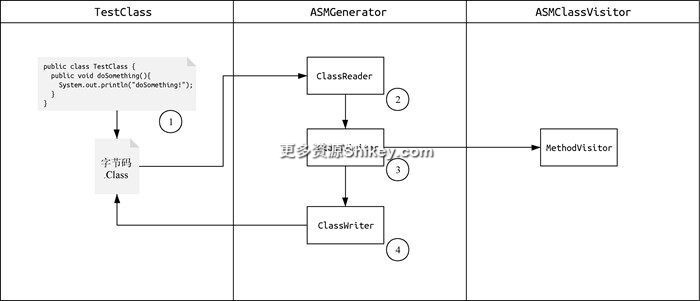 TestClass
ASMGenerator
ASMClassVisitor
public class TestClass {
public void doSomething(){
System.out.println("doSomething!");
}
}
1
字节码
.Class
ClassReader
2
更多资源Shikey.com
3
MethodVisitor
ClassWriter
4